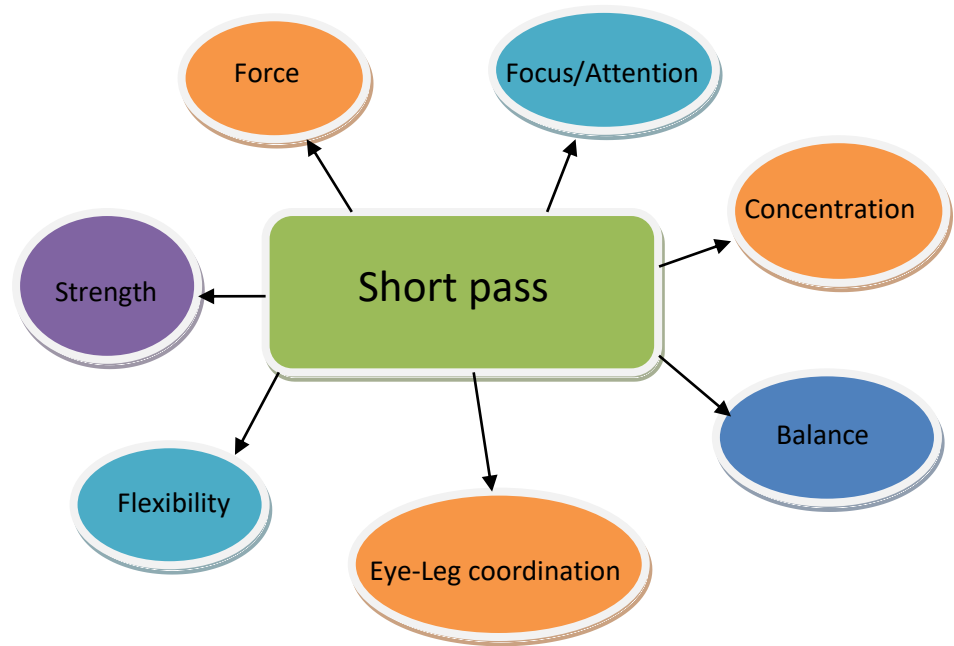 Force
Focus/Attention
Concentration
Short pass
Strength
Balance
Flexibility
Eye-Leg coordination